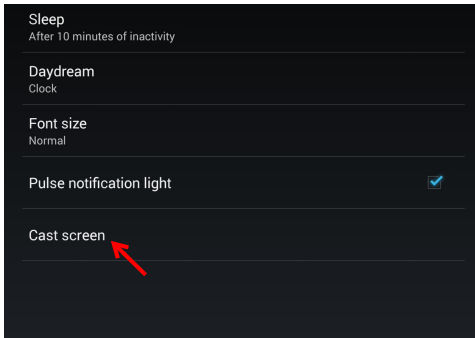 Sleep
After 10 minutes of inactivity
Daydream
Clock
Font size
Normal
Pulse notification light
Cast screen